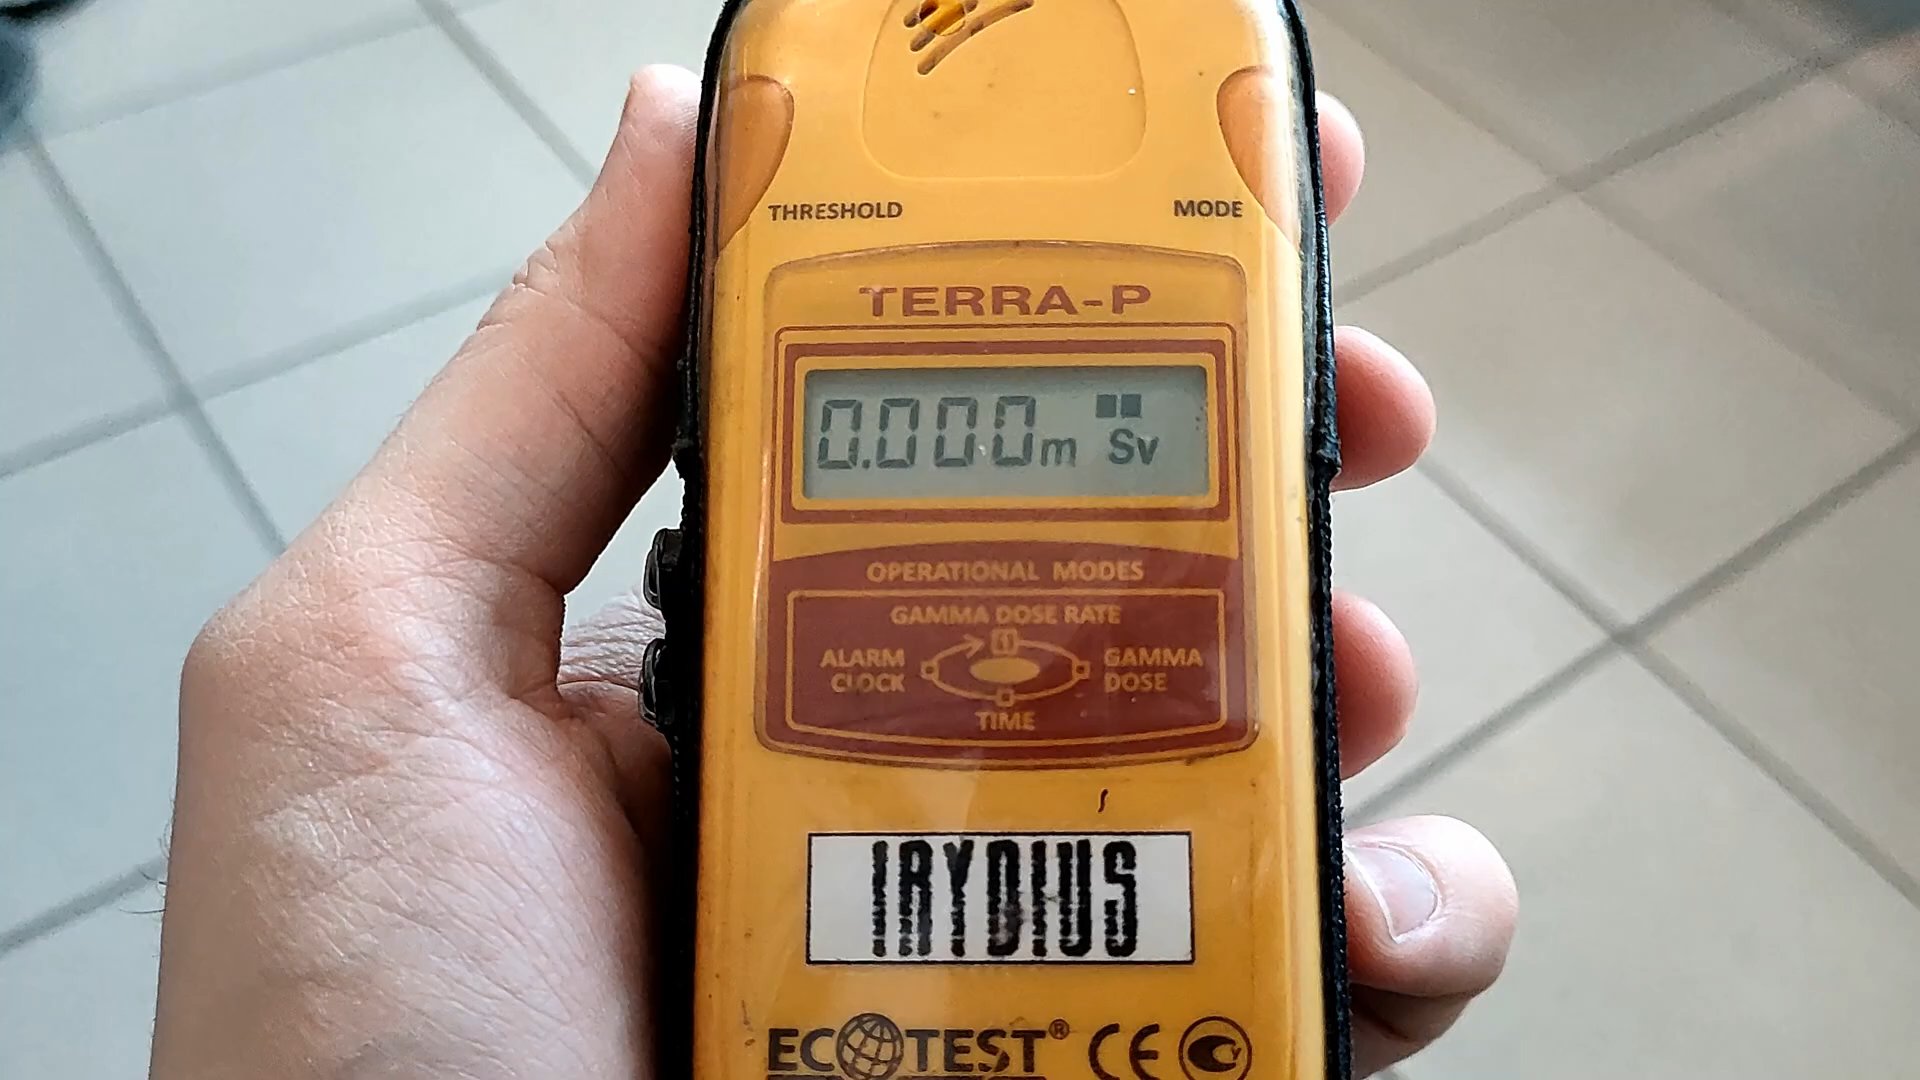 THRESHOLD MODE
TERRA-P
0.000 m Sv
OPERATIONAL MODES
GAMMA DOSE RATE
1
ALARM CLOCK
GAMMA DOSE
TIME
IRYDIUS
ECOTEST® CE